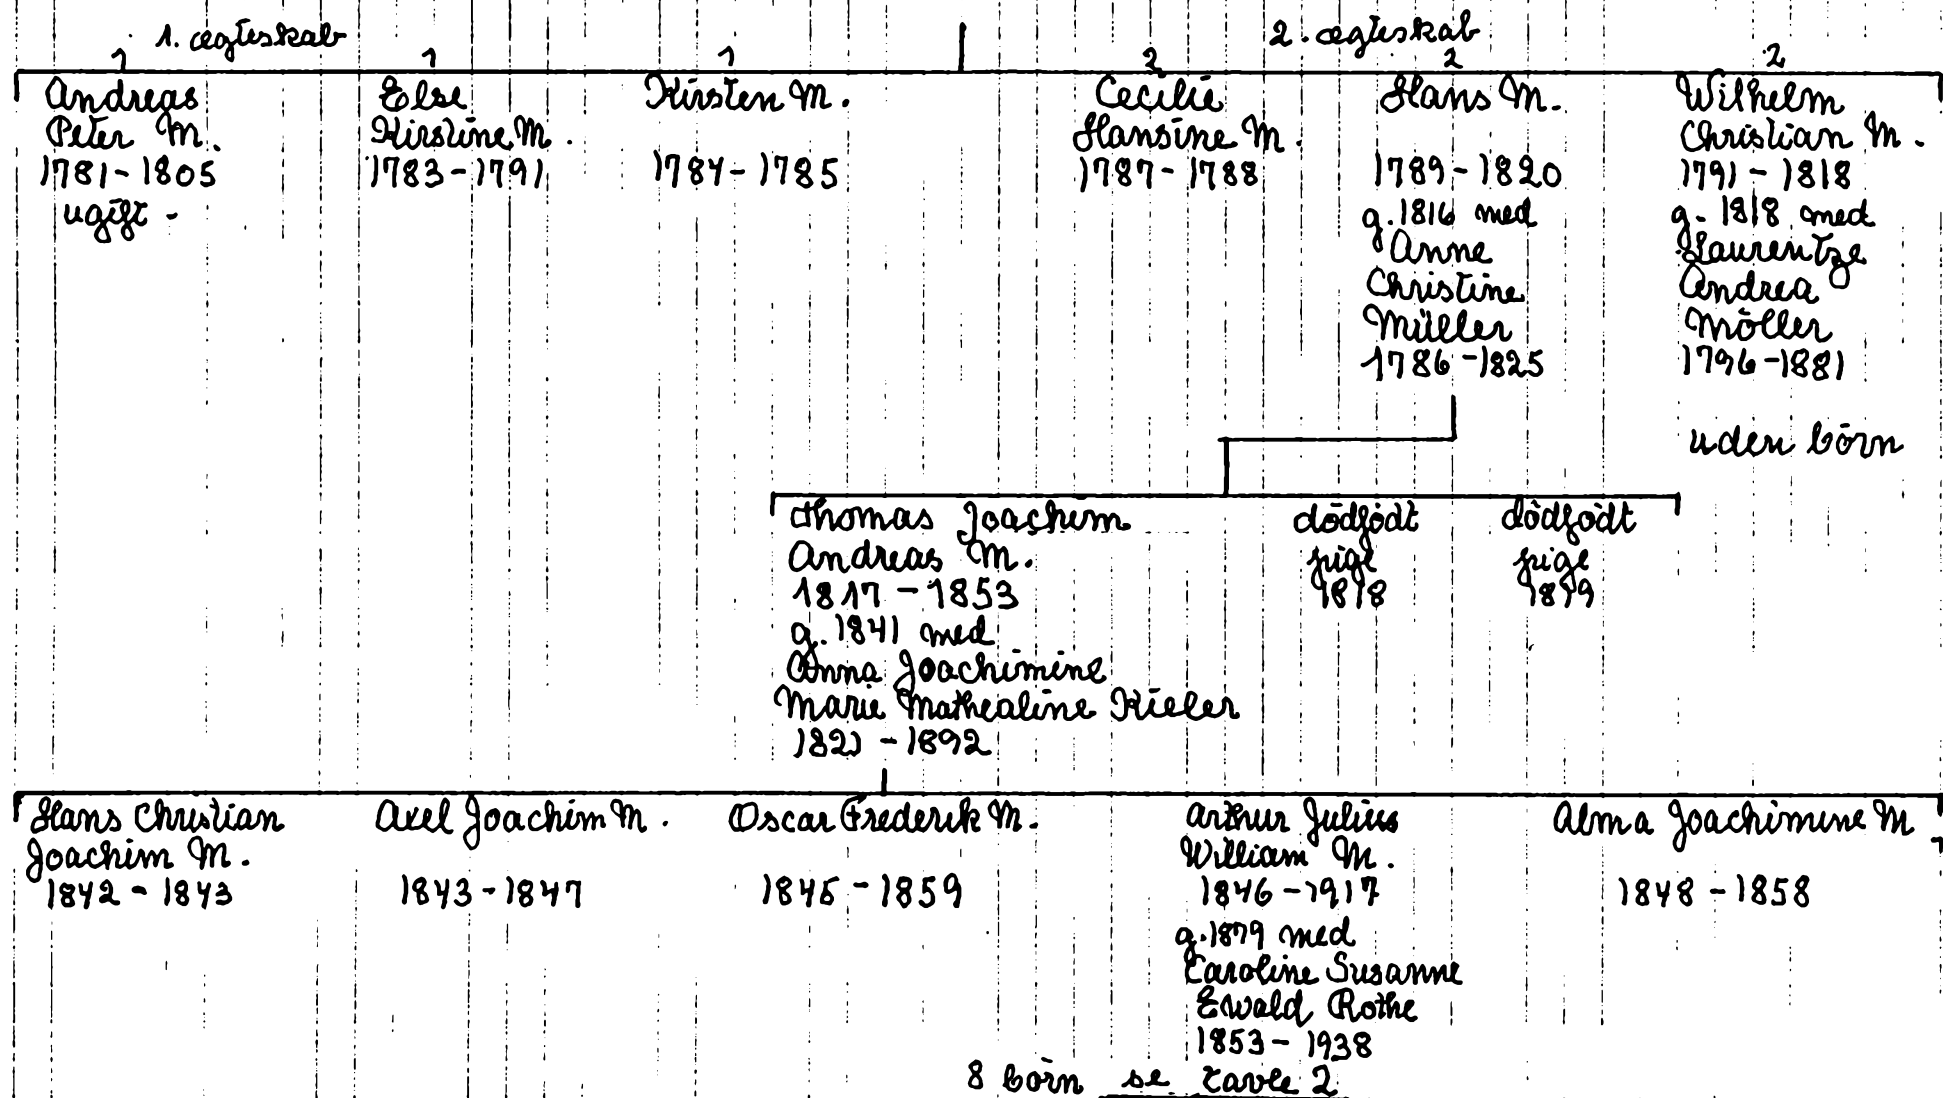 1. ægteskab
2. ægteskab
1
1
1
2
2
2
Andreas
Peter M.
1781-1805
ugift -
Else
Kirstine M.
1783-1791
Kirsten M.
1784-1785
Cecilie
Hansine M.
1787-1788
Hans M.
1789-1820
g. 1816 med
Anne
Christine
Müller
1786-1825
Wilhelm
Christian M.
1791-1818
g. 1818 med
Laurentze
Andrea
Möller
1796-1881
uden börn
Thomas Joachim
Andreas M.
1817-1853
g. 1841 med
Anna Joachimine
Marie Mathealine Kieler
1821-1892
dödfödt
pige
1818
dödfödt
pige
1819
Hans Christian
Joachim M.
1842-1843
Axel Joachim M.
1843-1847
Oscar Frederik M.
1845-1859
Arthur Julius
William M.
1846-1917
g. 1879 med
Caroline Susanne
Ewald Rothe
1853-1938
Alma Joachimine M.
1848-1858
8 börn se tavle 2